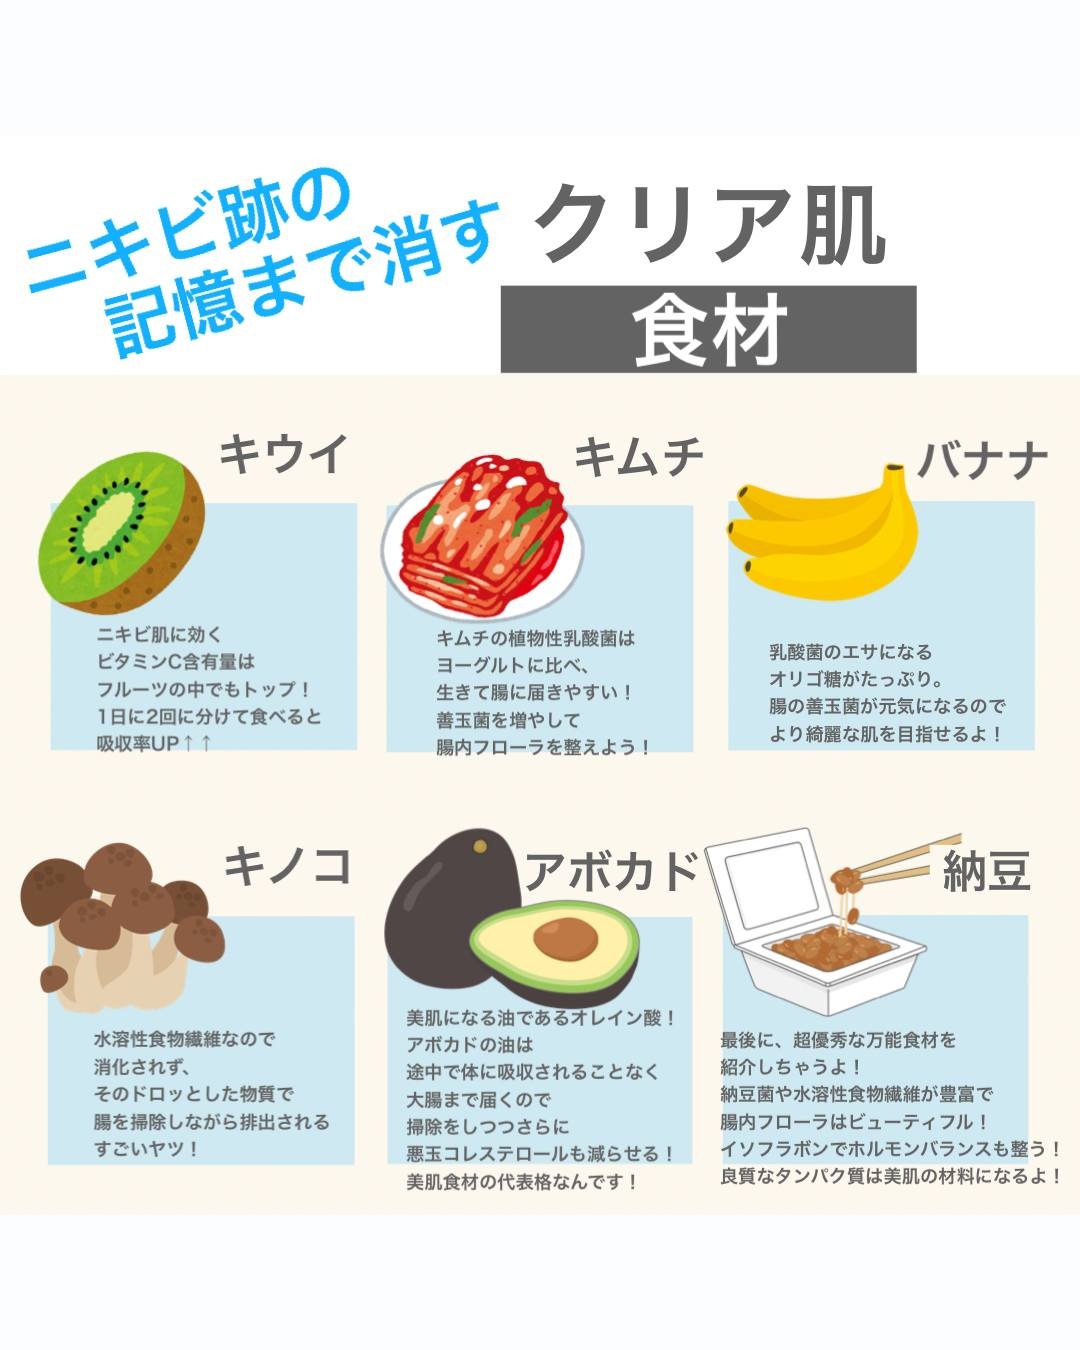 ニキビ跡の
記憶まで消す
クリア肌
食材
キウイ
ニキビ肌に効く
ビタミンC含有量は
フルーツの中でもトップ！
1日に2回に分けて食べると
吸収率UP↑↑
キムチ
キムチの植物性乳酸菌は
ヨーグルトに比べ、
生きて腸に届きやすい！
善玉菌を増やして
腸内フローラを整えよう！
バナナ
乳酸菌のエサになる
オリゴ糖がたっぷり。
腸の善玉菌が元気になるので
より綺麗な肌を目指せるよ！
キノコ
水溶性食物繊維なので
消化されず、
そのドロッとした物質で
腸を掃除しながら排出される
すごいヤツ！
アボカド
美肌になる油であるオレイン酸！
アボカドの油は
途中で体に吸収されることなく
大腸まで届くので
掃除をしつつさらに
悪玉コレステロールも減らせる！
美肌食材の代表格なんです！
納豆
最後に、超優秀な万能食材を
紹介しちゃうよ！
納豆菌や水溶性食物繊維が豊富で
腸内フローラはビューティフル！
イソフラボンでホルモンバランスも整う！
良質なタンパク質は美肌の材料になるよ！